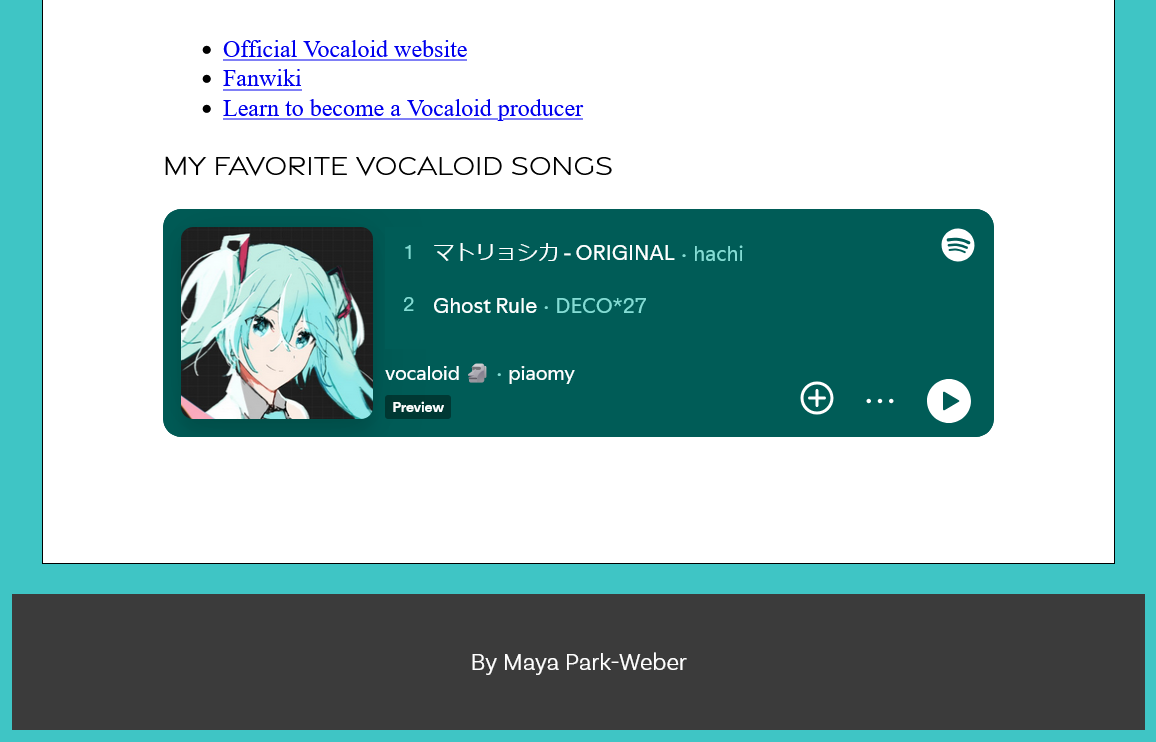 Official Vocaloid website
Fanwiki
Learn to become a Vocaloid producer
MY FAVORITE VOCALOID SONGS
1 マトリョシカ - ORIGINAL · hachi
2 Ghost Rule · DECO*27
vocaloid 🗿 · piaomy
Preview
By Maya Park-Weber